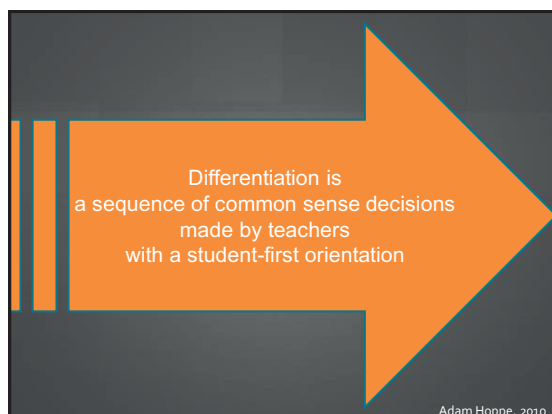 Differentiation is
a sequence of common sense decisions
made by teachers
with a student-first orientation
Adam Hoppe, 2010